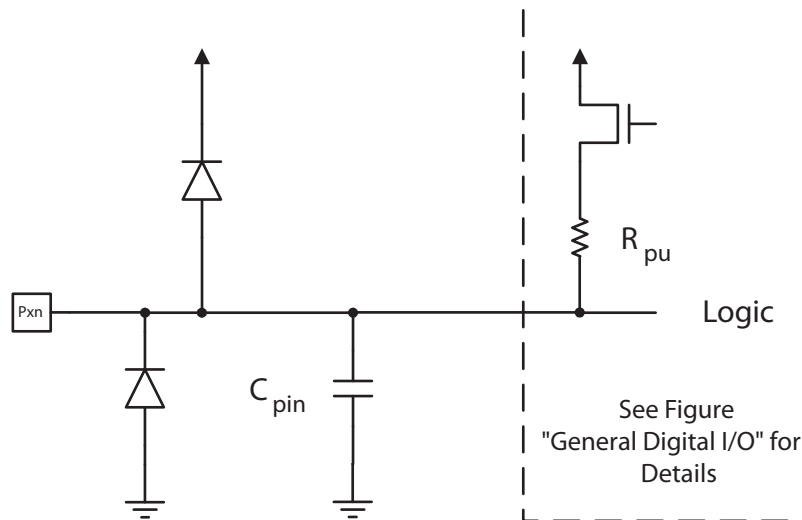 R pu
Pxn
Logic
C pin
See Figure
"General Digital I/O" for
Details